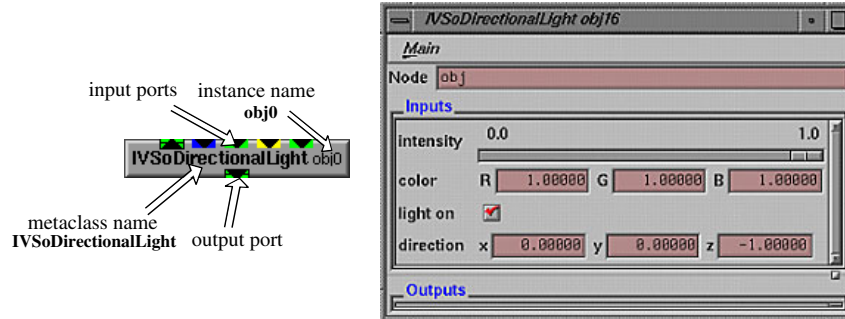 input ports
instance name
obj0
IVSoDirectionalLight obj0
metaclass name
IVSoDirectionalLight
output port
IVSoDirectionalLight obj16
Main
Node obj
Inputs
intensity 0.0 1.0
color R 1.00000 G 1.00000 B 1.00000
light on
direction x 0.00000 y 0.00000 z -1.00000
Outputs